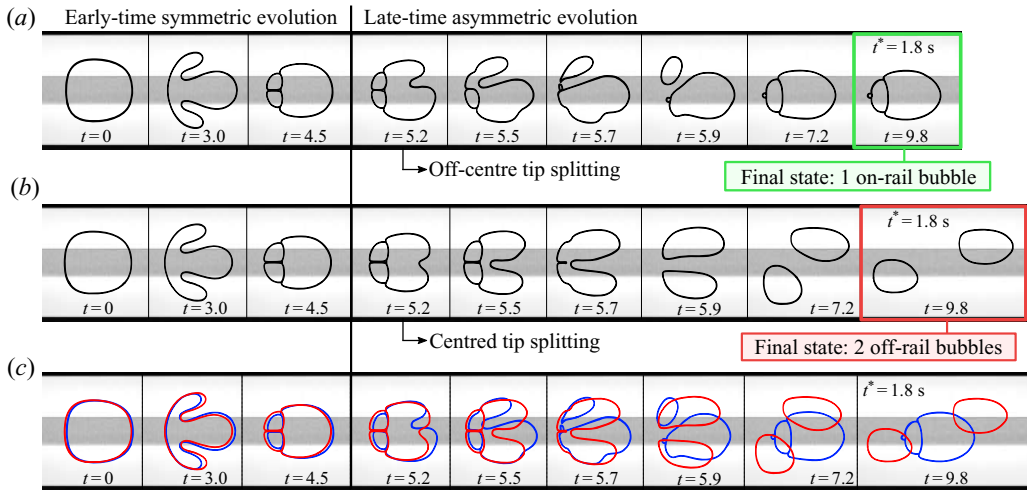 (a) Early-time symmetric evolution Late-time asymmetric evolution
t* = 1.8 s
t = 0 t = 3.0 t = 4.5 t = 5.2 t = 5.5 t = 5.7 t = 5.9 t = 7.2 t = 9.8
Off-centre tip splitting
Final state: 1 on-rail bubble
(b)
t* = 1.8 s
t = 0 t = 3.0 t = 4.5 t = 5.2 t = 5.5 t = 5.7 t = 5.9 t = 7.2 t = 9.8
Centred tip splitting
Final state: 2 off-rail bubbles
(c)
t* = 1.8 s
t = 0 t = 3.0 t = 4.5 t = 5.2 t = 5.5 t = 5.7 t = 5.9 t = 7.2 t = 9.8